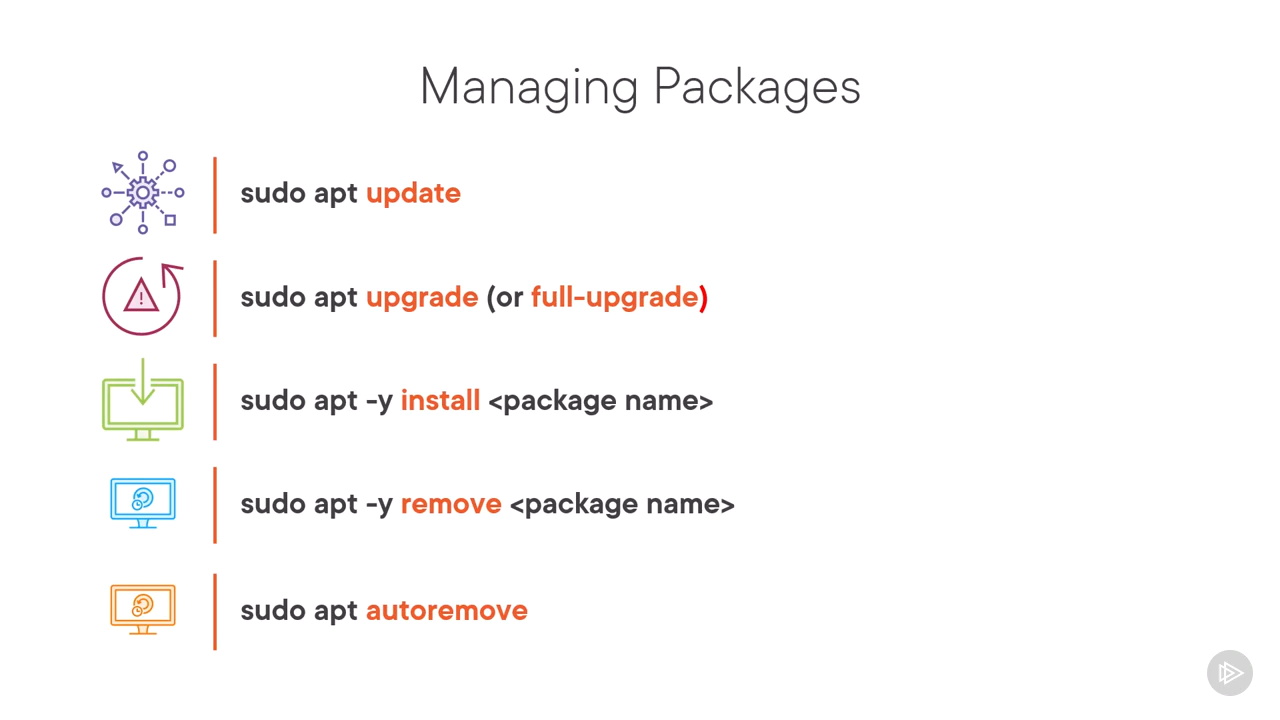 Managing Packages
sudo apt update
sudo apt upgrade (or full-upgrade)
sudo apt -y install <package name>
sudo apt -y remove <package name>
sudo apt autoremove